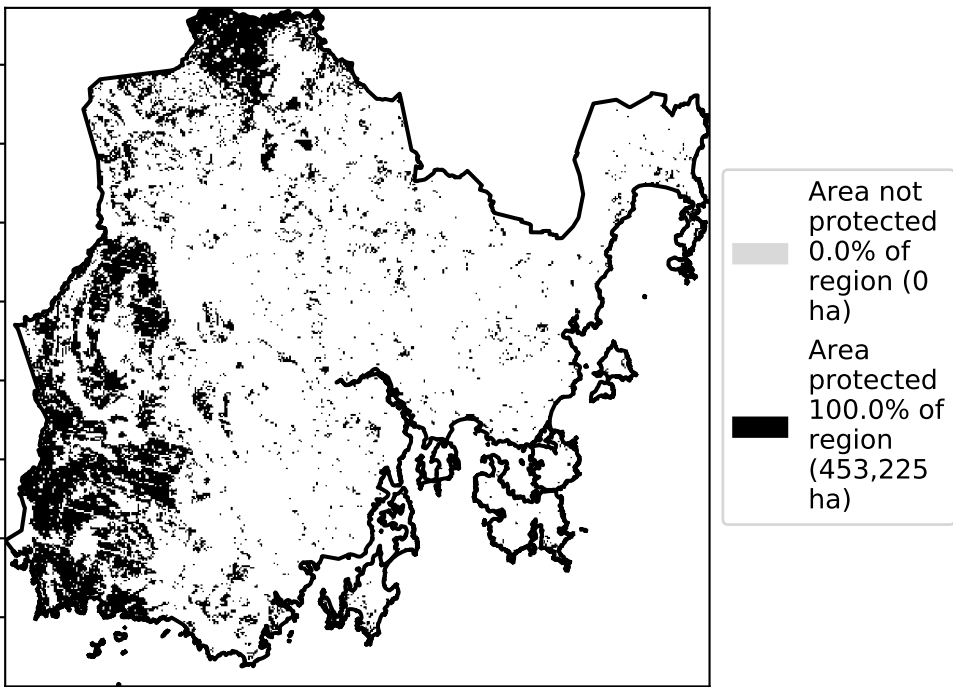 Area not
protected
0.0% of
region (0
ha)
Area
protected
100.0% of
region
(453,225
ha)